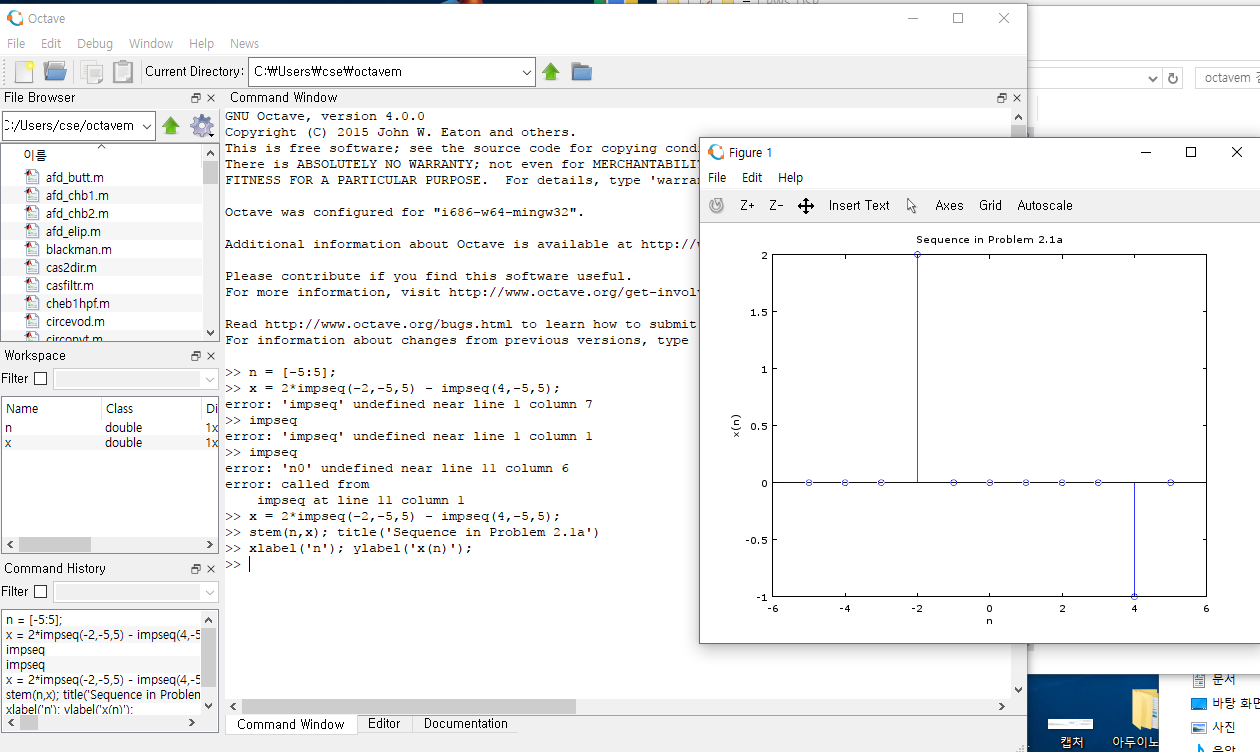 Octave
File Edit Debug Window Help News
Current Directory: C:₩Users₩cse₩octavem
File Browser
C:/Users/cse/octavem
이름
afd_butt.m
afd_chb1.m
afd_chb2.m
afd_elip.m
blackman.m
cas2dir.m
casfiltr.m
cheb1hpf.m
circevod.m
Workspace
Filter
Name Class Di
n double 1x
x double 1x
Command History
Filter
n = [-5:5];
x = 2*impseq(-2,-5,5) - impseq(4,-5
impseq
impseq
x = 2*impseq(-2,-5,5) - impseq(4,-5
stem(n,x); title('Sequence in Problem
xlabel('n'); ylabel('x(n)');
Command Window
GNU Octave, version 4.0.0
Copyright (C) 2015 John W. Eaton and others.
This is free software; see the source code for copying cond
There is ABSOLUTELY NO WARRANTY; not even for MERCHANTABILI
FITNESS FOR A PARTICULAR PURPOSE.  For details, type 'warra
Octave was configured for "i686-w64-mingw32".
Additional information about Octave is available at http://w
Please contribute if you find this software useful.
For more information, visit http://www.octave.org/get-invol
Read http://www.octave.org/bugs.html to learn how to submit
For information about changes from previous versions, type
>> n = [-5:5];
>> x = 2*impseq(-2,-5,5) - impseq(4,-5,5);
error: 'impseq' undefined near line 1 column 7
>> impseq
error: 'impseq' undefined near line 1 column 1
>> impseq
error: 'n0' undefined near line 11 column 6
error: called from
    impseq at line 11 column 1
>> x = 2*impseq(-2,-5,5) - impseq(4,-5,5);
>> stem(n,x); title('Sequence in Problem 2.1a')
>> xlabel('n'); ylabel('x(n)');
>>
Command Window Editor Documentation
octavem
Figure 1
File Edit Help
Z+ Z- Insert Text Axes Grid Autoscale
Sequence in Problem 2.1a
2
1.5
1
0.5
0
-0.5
-1
x(n)
-6 -4 -2 0 2 4 6
n
캡처
아두이노
문서
바탕 화면
사진